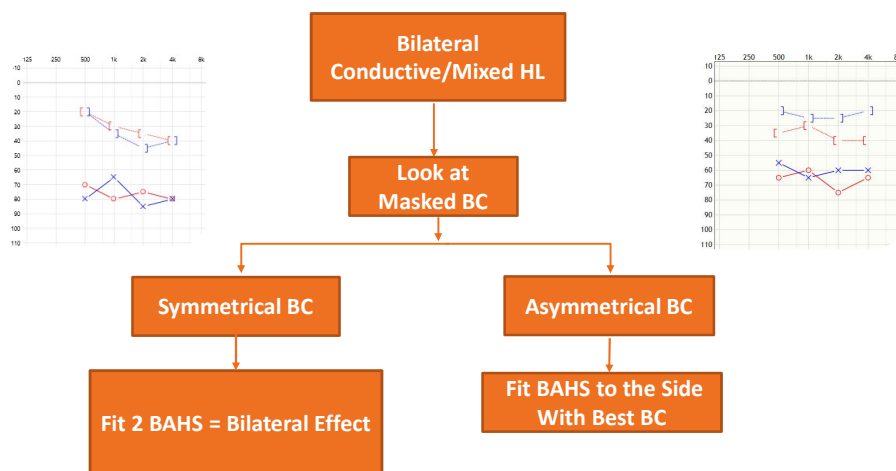 Bilateral
Conductive/Mixed HL
125 250 500 1k 2k 4k 8k
-10
0
10
20
30
40
50
60
70
80
90
100
110
125 250 500 1k 2k 4k
10
0
10
20
30
40
50
60
70
80
90
100
110
Look at
Masked BC
Symmetrical BC
Asymmetrical BC
Fit 2 BAHS = Bilateral Effect
Fit BAHS to the Side
With Best BC